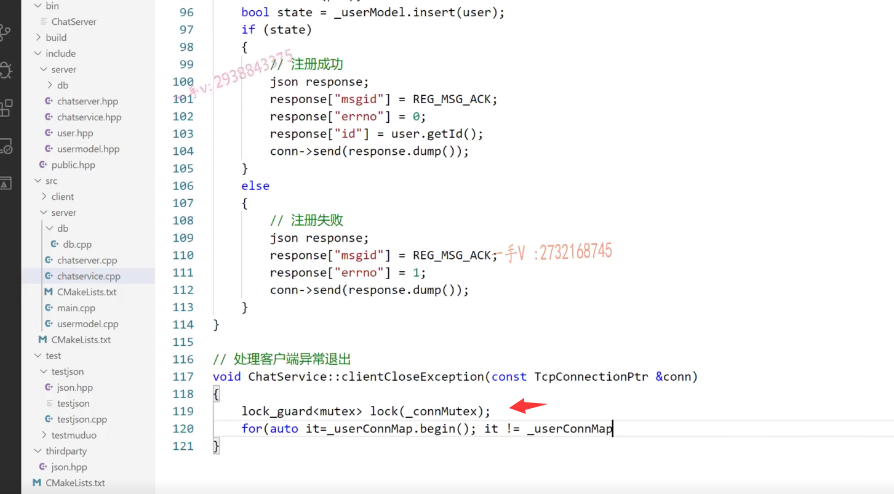 bin
ChatServer
build
include
server
db
chatserver.hpp
chatservice.hpp
user.hpp
usermodel.hpp
public.hpp
src
client
server
db
db.cpp
chatserver.cpp
chatservice.cpp
CMakeLists.txt
main.cpp
usermodel.cpp
CMakeLists.txt
test
testjson
json.hpp
testjson
testjson.cpp
testmuduo
thirdparty
json.hpp
CMakeLists.txt
96 bool state = _userModel.insert(user);
97 if (state)
98 {
99 // 注册成功
100 json response;
101 response["msgid"] = REG_MSG_ACK;
102 response["errno"] = 0;
103 response["id"] = user.getId();
104 conn->send(response.dump());
105 }
106 else
107 {
108 // 注册失败
109 json response;
110 response["msgid"] = REG_MSG_ACK;
111 response["errno"] = 1;
112 conn->send(response.dump());
113 }
114 }
115
116 // 处理客户端异常退出
117 void ChatService::clientCloseException(const TcpConnectionPtr &conn)
118 {
119 lock_guard<mutex> lock(_connMutex);
120 for(auto it=_userConnMap.begin(); it != _userConnMap
121 }
一手v:2938843375
一手V :2732168745